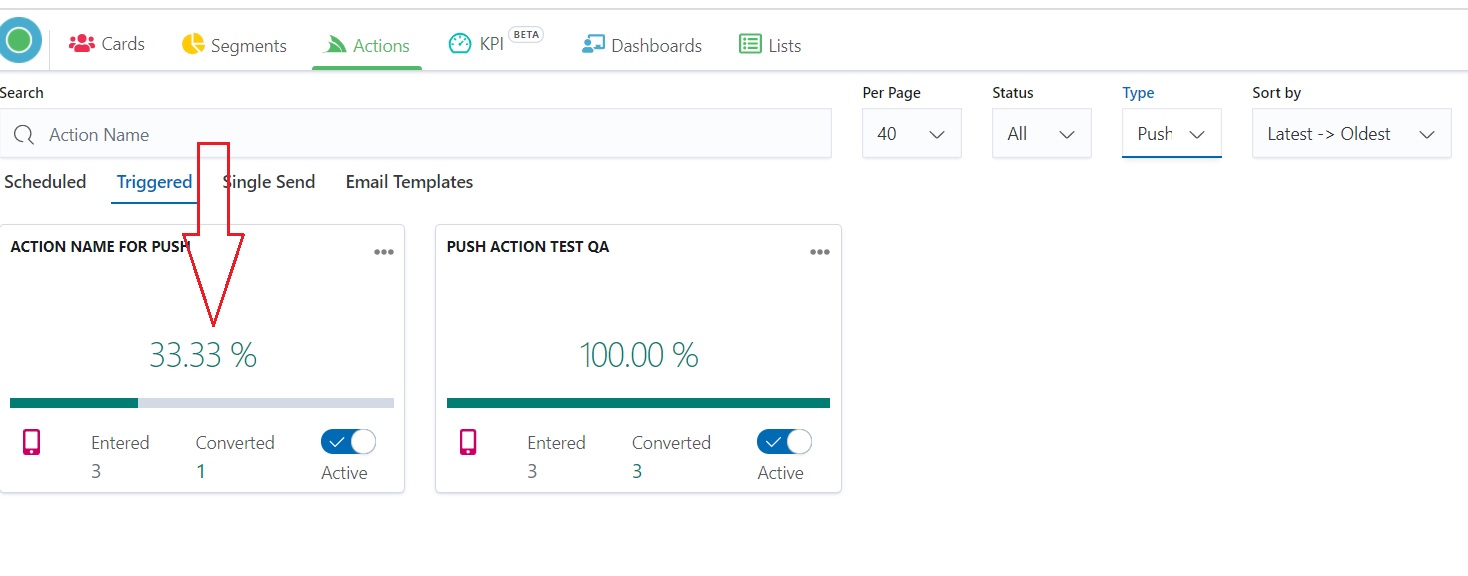 Cards Segments Actions KPI BETA Dashboards Lists
Search Per Page Status Type Sort by
Action Name 40 All Push Latest -> Oldest
Scheduled Triggered Single Send Email Templates
ACTION NAME FOR PUSH PUSH ACTION TEST QA
33.33 % 100.00 %
Entered Converted Entered Converted
3 1 Active 3 3 Active